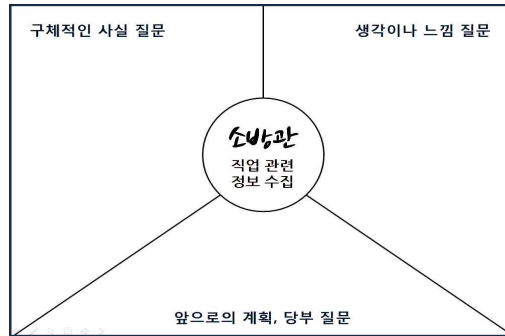 구체적인 사실 질문
생각이나 느낌 질문
소방관
직업 관련
정보 수집
앞으로의 계획, 당부 질문